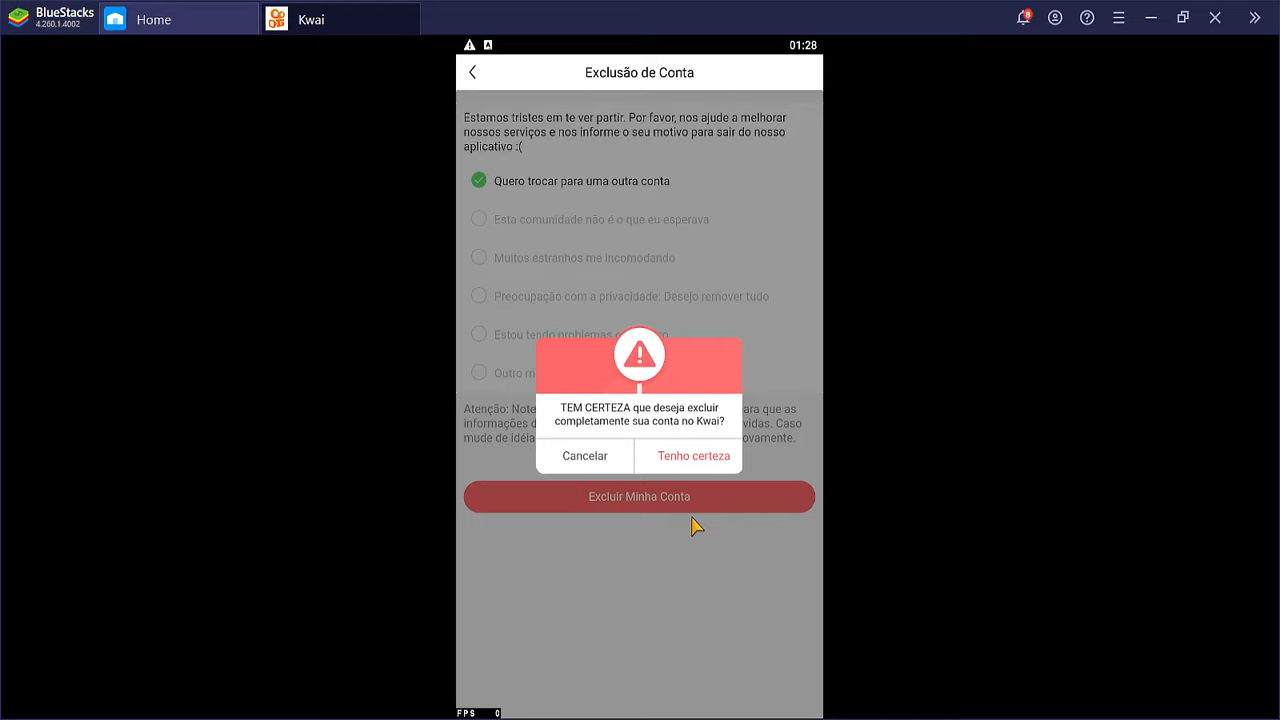 BlueStacks
4.260.1.4002
Home
Kwai
8
01:28
Exclusão de Conta
Estamos tristes em te ver partir. Por favor, nos ajude a melhorar
nossos serviços e nos informe o seu motivo para sair do nosso
aplicativo :(
Quero trocar para uma outra conta
Esta comunidade não é o que eu esperava
Muitos estranhos me incomodando
Preocupação com a privacidade: Desejo remover tudo
Estou tendo problemas
Outro
TEM CERTEZA que deseja excluir
completamente sua conta no Kwai?
Cancelar
Tenho certeza
Atenção: Note ara que as
informações d vidas. Caso
mude de idéia ovamente.
Excluir Minha Conta
FPS 0